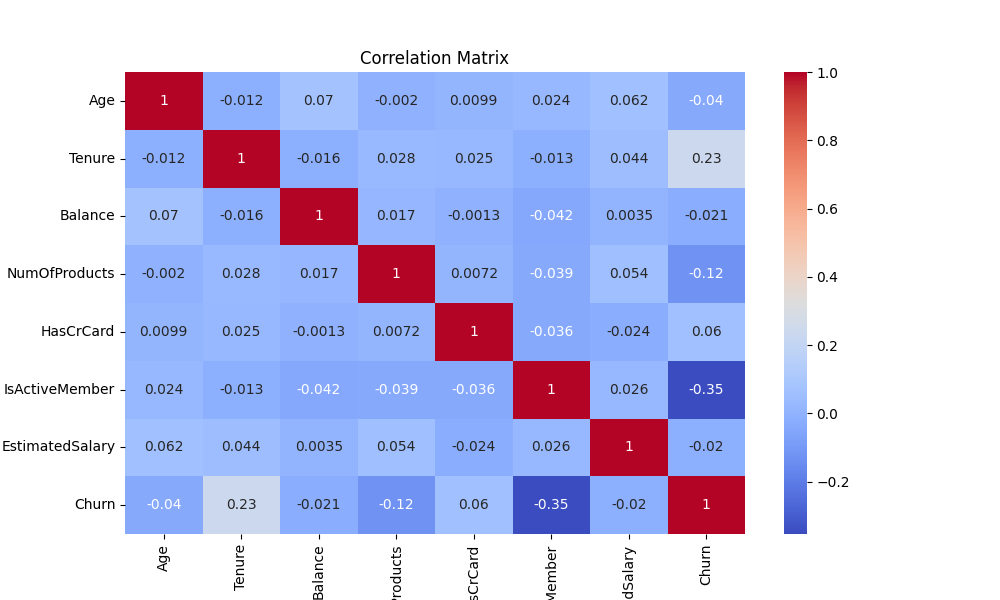 Correlation Matrix
Age 1 -0.012 0.07 -0.002 0.0099 0.024 0.062 -0.04
Tenure -0.012 1 -0.016 0.028 0.025 -0.013 0.044 0.23
Balance 0.07 -0.016 1 0.017 -0.0013 -0.042 0.0035 -0.021
NumOfProducts -0.002 0.028 0.017 1 0.0072 -0.039 0.054 -0.12
HasCrCard 0.0099 0.025 -0.0013 0.0072 1 -0.036 -0.024 0.06
IsActiveMember 0.024 -0.013 -0.042 -0.039 -0.036 1 0.026 -0.35
EstimatedSalary 0.062 0.044 0.0035 0.054 -0.024 0.026 1 -0.02
Churn -0.04 0.23 -0.021 -0.12 0.06 -0.35 -0.02 1
Age
Tenure
Balance
Products
sCrCard
Member
dSalary
Churn
1.0
0.8
0.6
0.4
0.2
0.0
−0.2